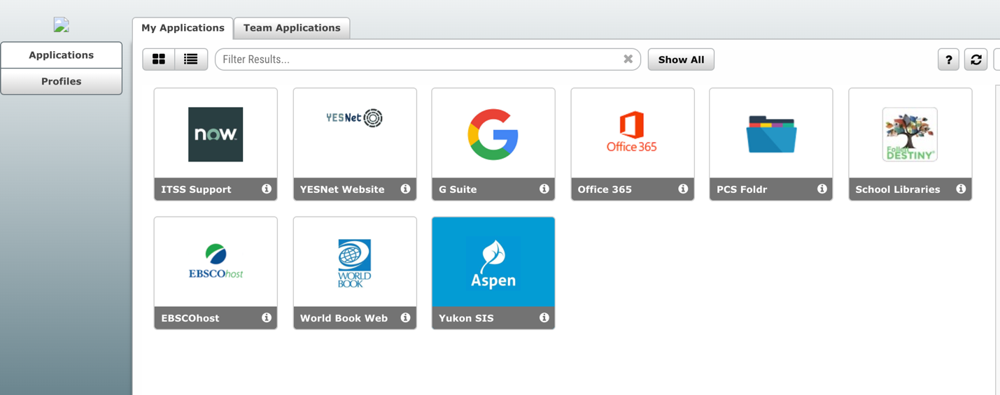 My Applications
Team Applications
Applications
Profiles
Filter Results...
Show All
?
now
YESNet
Office 365
Follett
DESTINY
ITSS Support
YESNet Website
G Suite
Office 365
PCS Foldr
School Libraries
EBSCOhost
WORLD
BOOK
Aspen
EBSCOhost
World Book Web
Yukon SIS